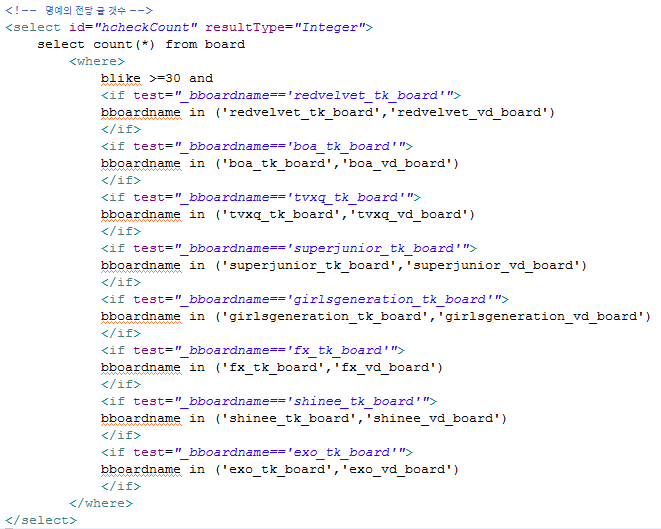 <!-- 명예의 전당 글 갯수 -->
<select id="hcheckCount" resultType="Integer">
select count(*) from board
<where>
blike >=30 and
<if test="_bboardname=='redvelvet_tk_board'">
bboardname in ('redvelvet_tk_board','redvelvet_vd_board')
</if>
<if test="_bboardname=='boa_tk_board'">
bboardname in ('boa_tk_board','boa_vd_board')
</if>
<if test="_bboardname=='tvxq_tk_board'">
bboardname in ('tvxq_tk_board','tvxq_vd_board')
</if>
<if test="_bboardname=='superjunior_tk_board'">
bboardname in ('superjunior_tk_board','superjunior_vd_board')
</if>
<if test="_bboardname=='girlsgeneration_tk_board'">
bboardname in ('girlsgeneration_tk_board','girlsgeneration_vd_board')
</if>
<if test="_bboardname=='fx_tk_board'">
bboardname in ('fx_tk_board','fx_vd_board')
</if>
<if test="_bboardname=='shinee_tk_board'">
bboardname in ('shinee_tk_board','shinee_vd_board')
</if>
<if test="_bboardname=='exo_tk_board'">
bboardname in ('exo_tk_board','exo_vd_board')
</if>
</where>
</select>